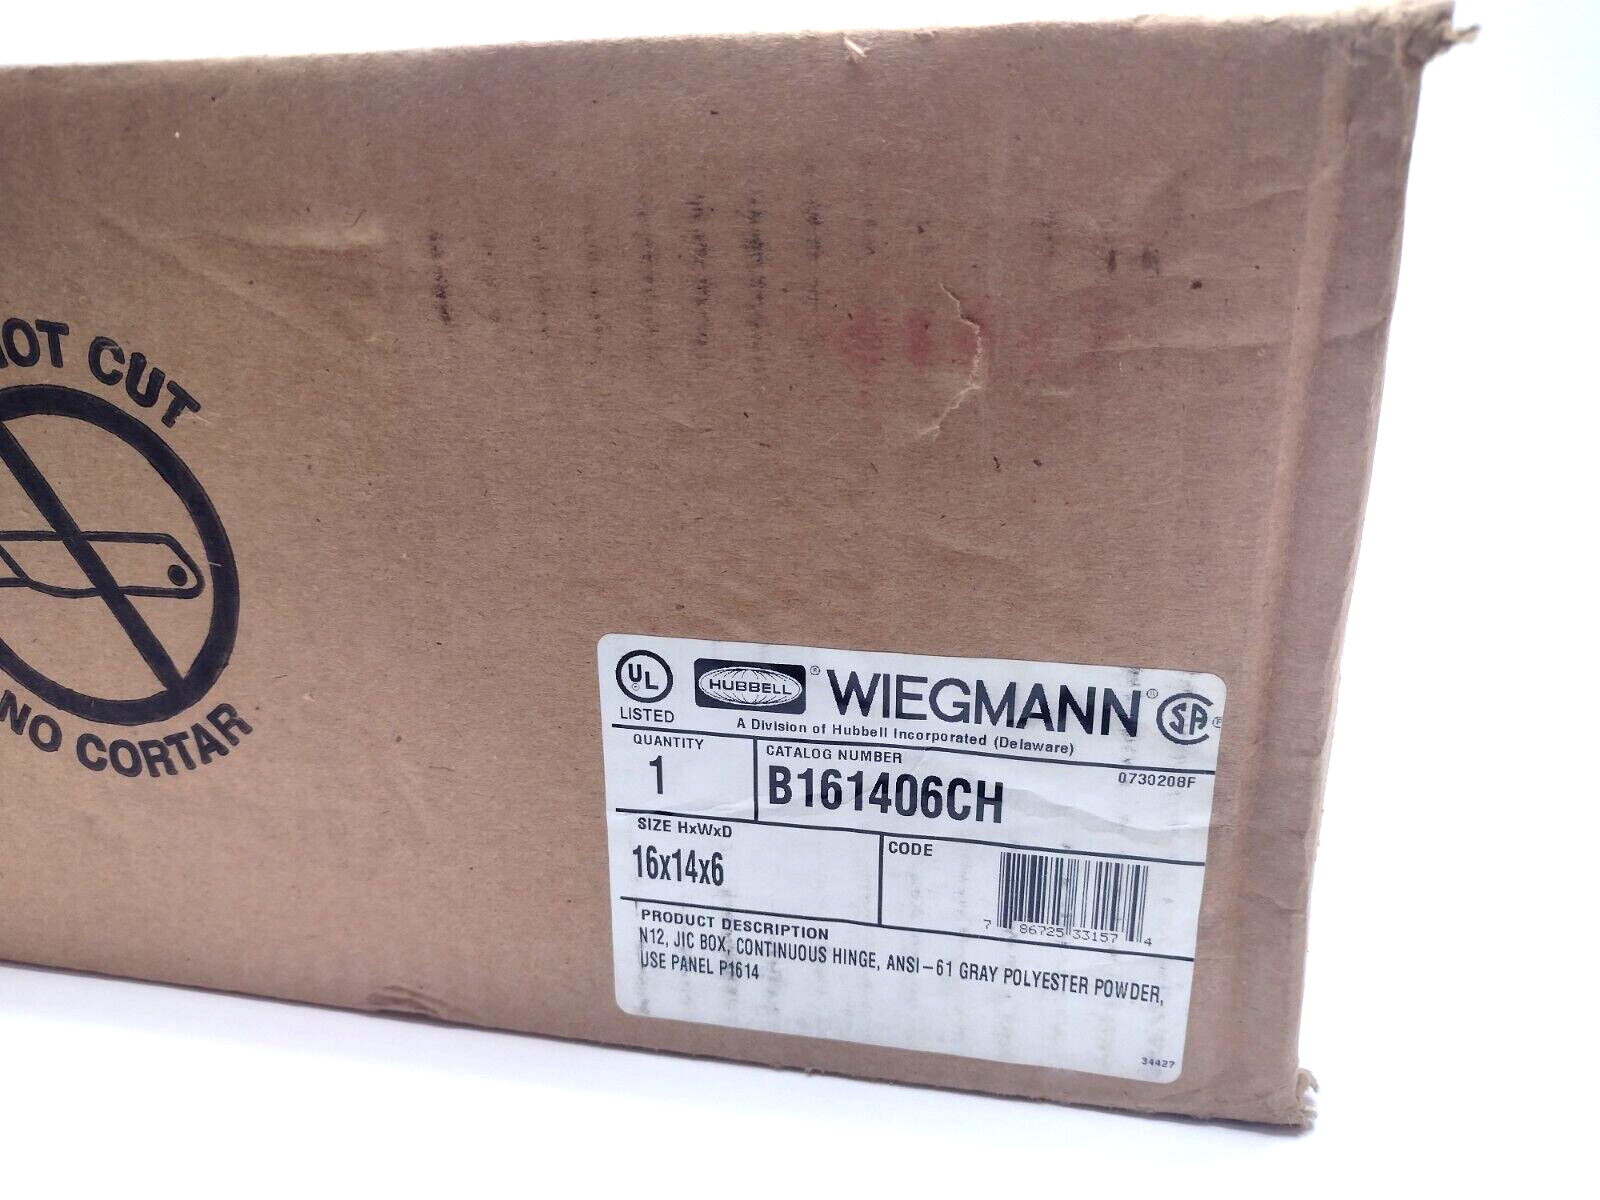 OT CUT
NO CORTAR
UL
LISTED
HUBBELL
®
WIEGMANN®
SA
A Division of Hubbell Incorporated (Delaware)
QUANTITY
1
CATALOG NUMBER
B161406CH
0730208F
SIZE HxWxD
16x14x6
CODE
7 86725 33157 4
PRODUCT DESCRIPTION
N12, JIC BOX, CONTINUOUS HINGE, ANSI-61 GRAY POLYESTER POWDER,
USE PANEL P1614
34427